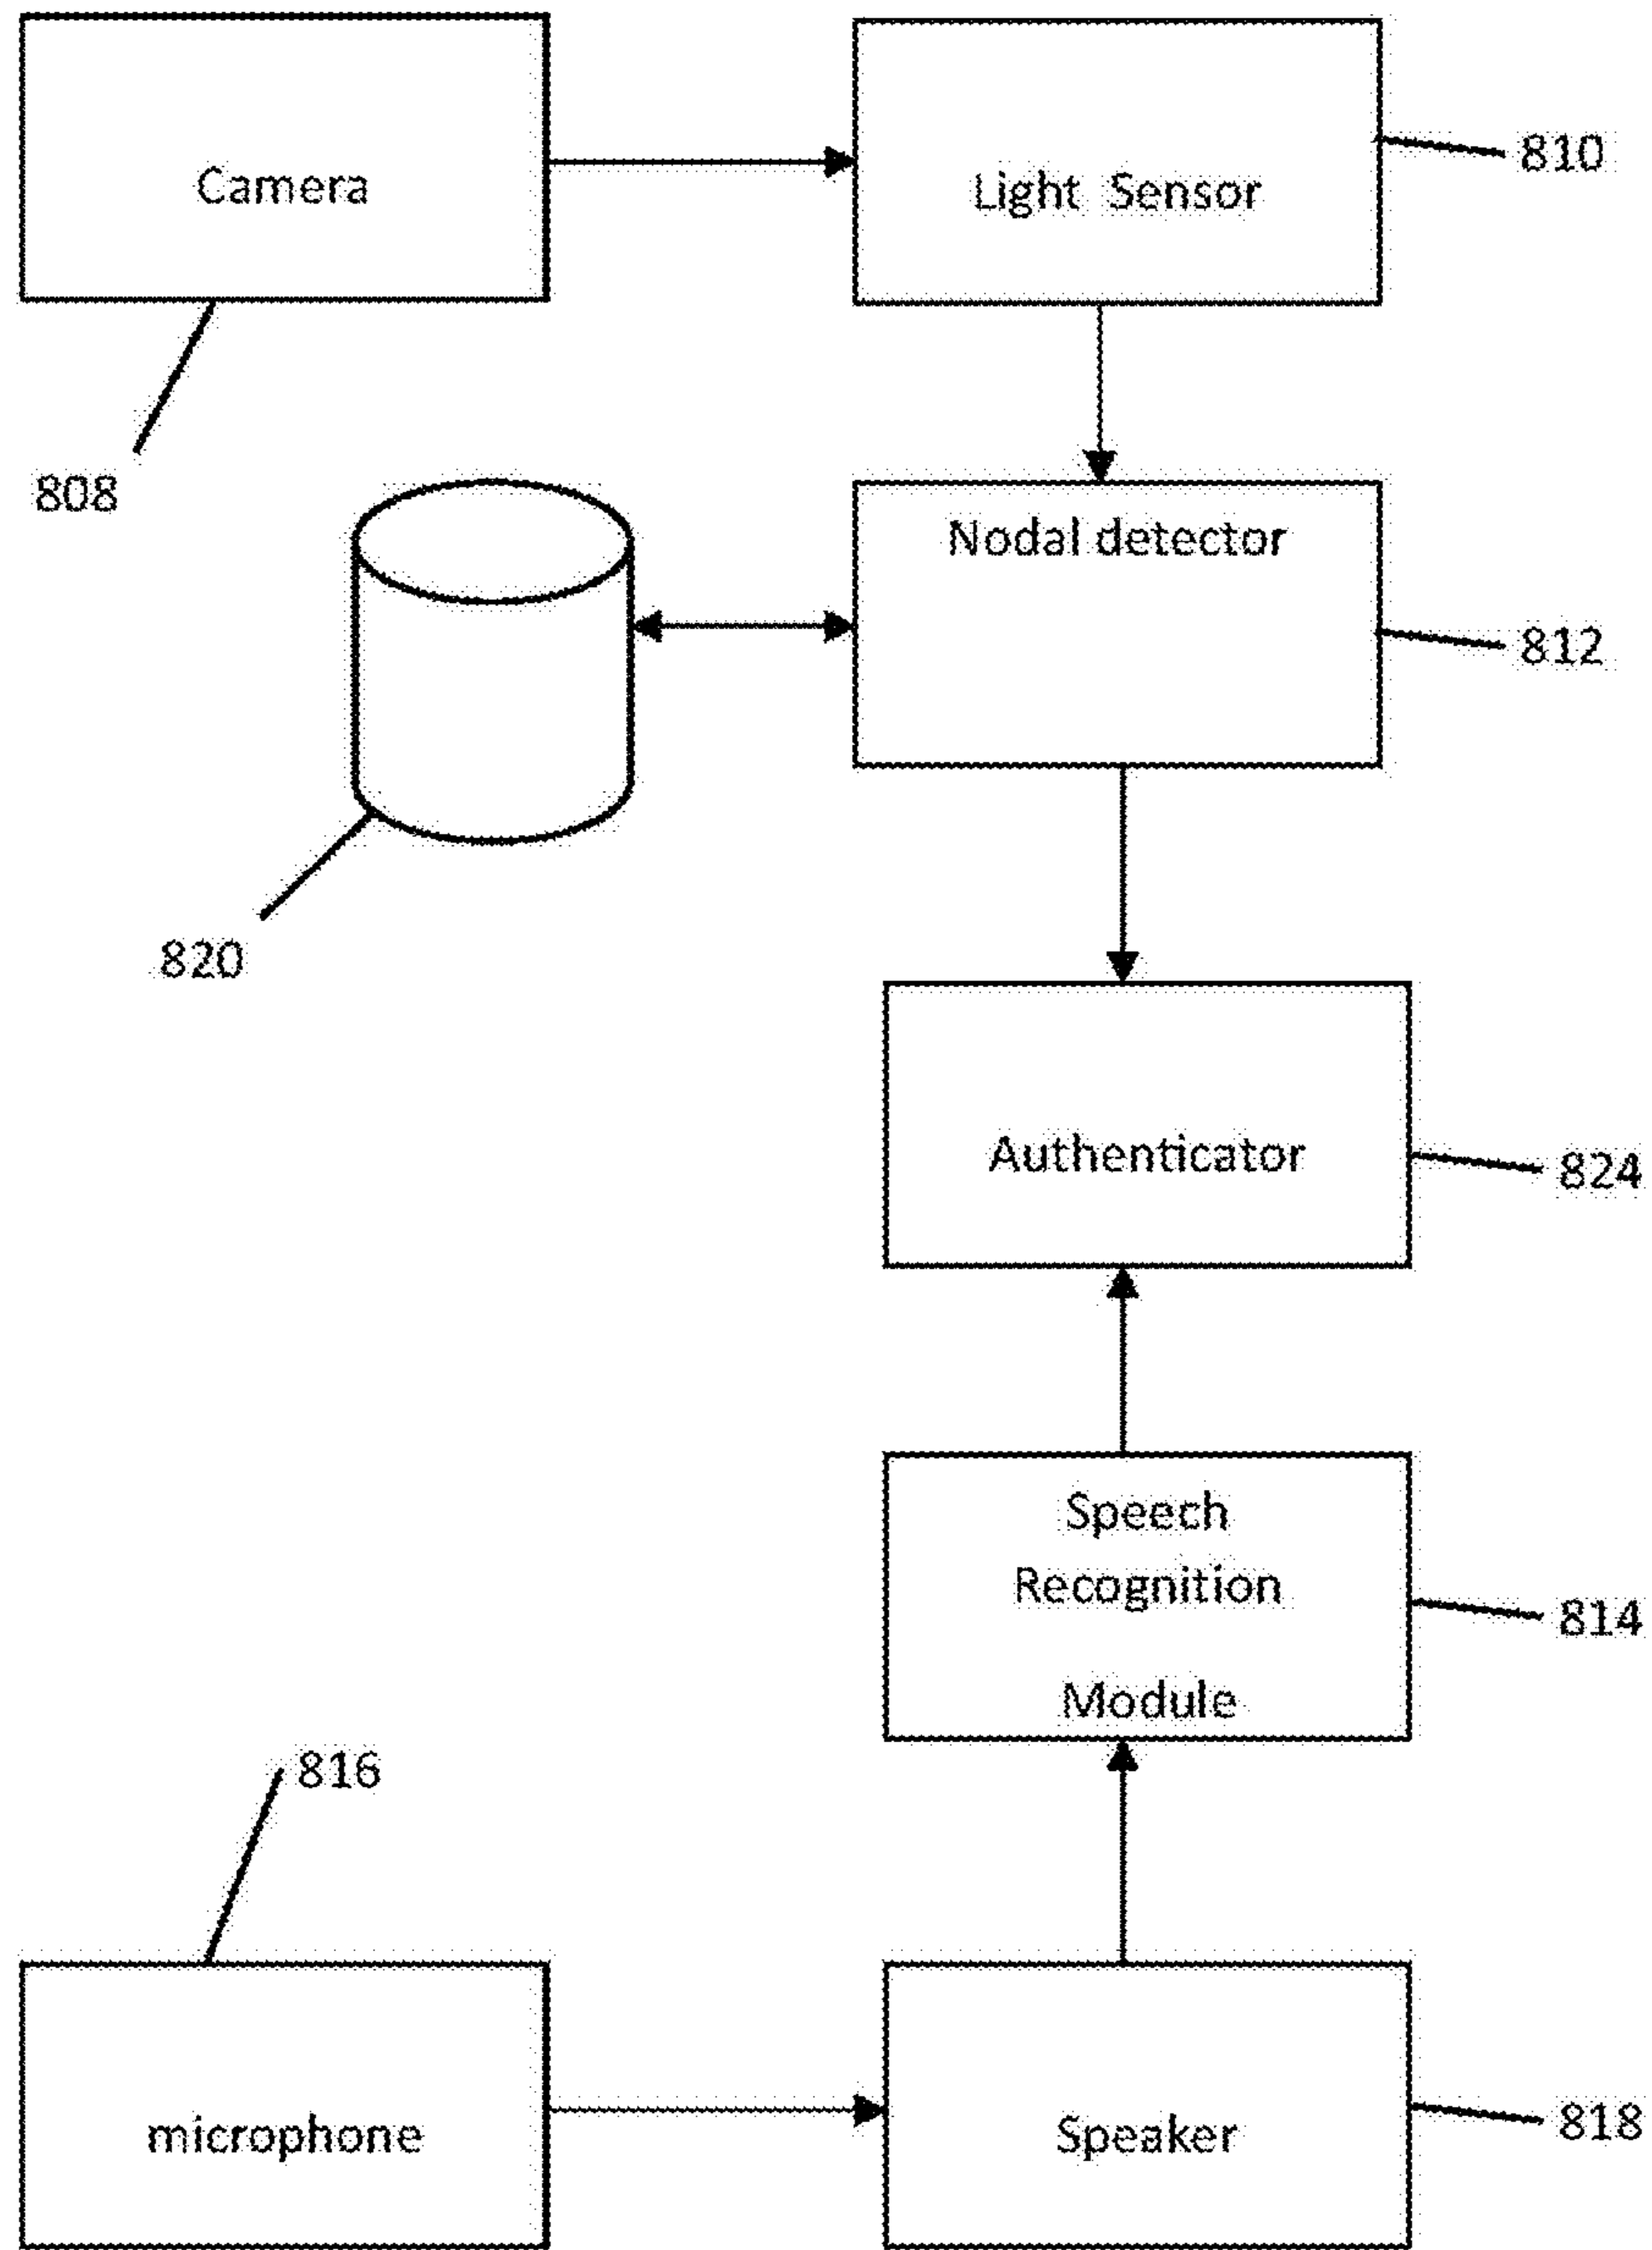 Camera
Light Sensor
810
808
Nodal detector
812
820
Authenticator
824
Speech
Recognition
Module
814
816
microphone
Speaker
818